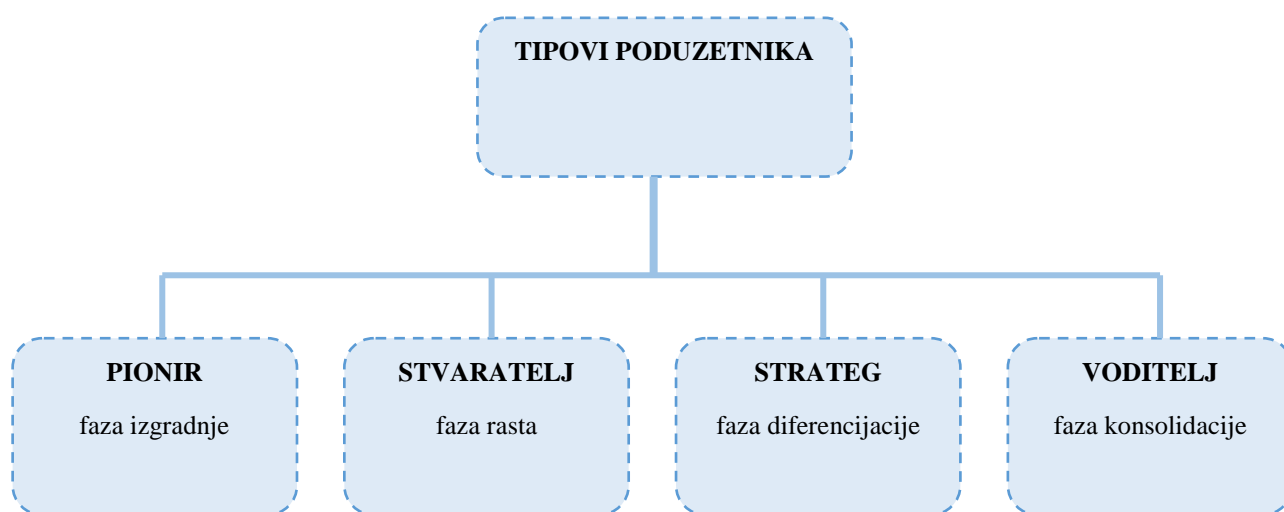 TIPOVI PODUZETNIKA
PIONIR
faza izgradnje
STVARATELJ
faza rasta
STRATEG
faza diferencijacije
VODITELJ
faza konsolidacije